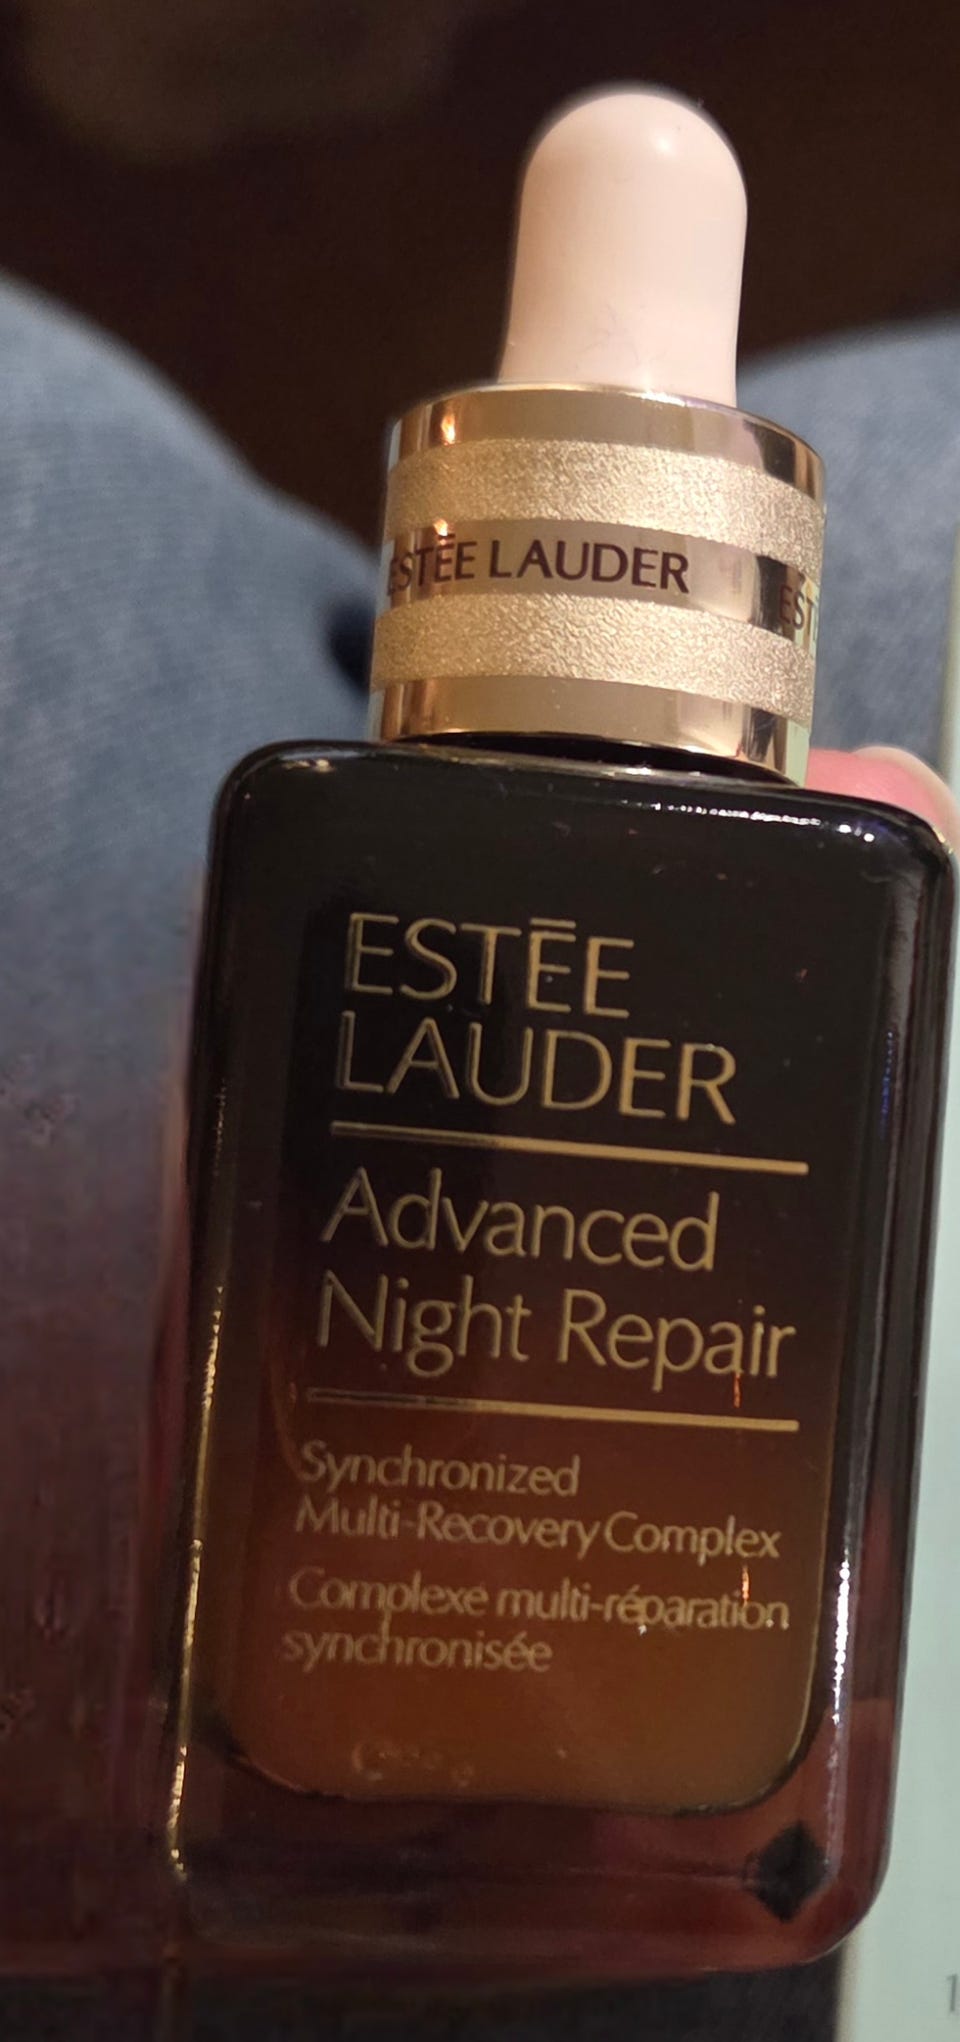 ESTĒE LAUDER
ESTĒE
LAUDER
Advanced
Night Repair
Synchronized
Multi-Recovery Complex
Complexe multi-réparation
synchronisée